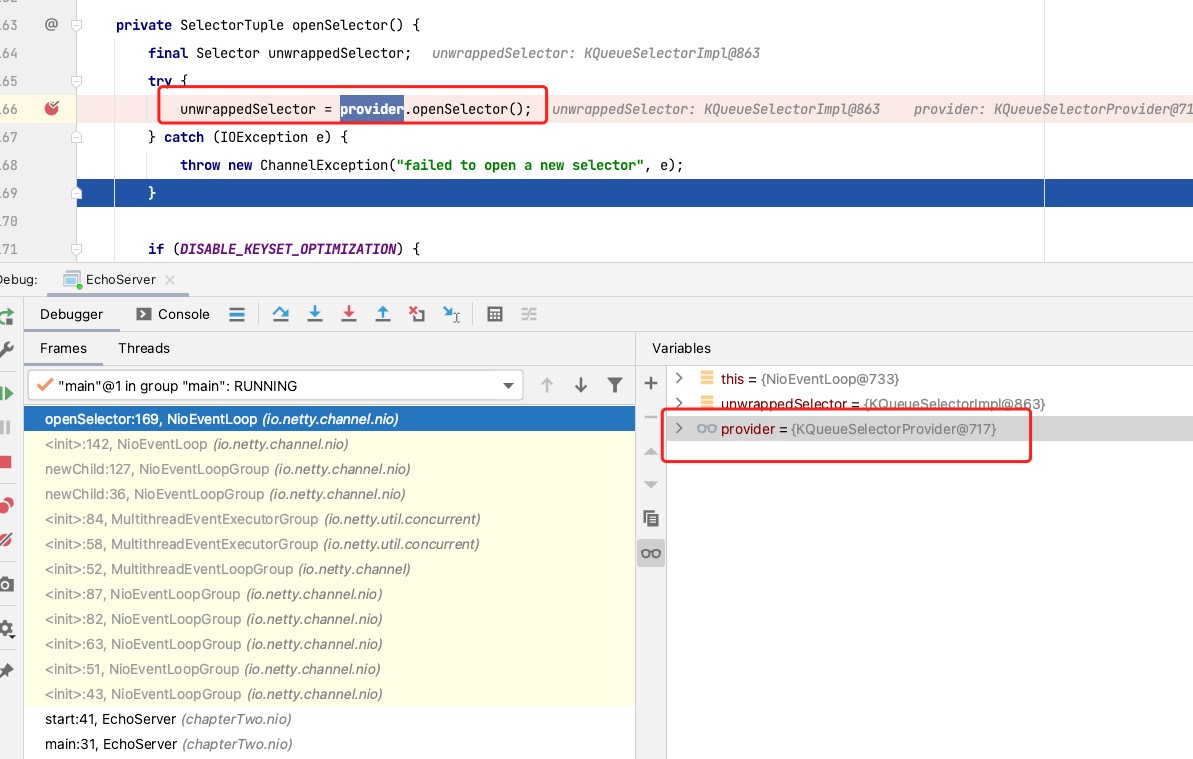 63 @ private SelectorTuple openSelector() {
64 final Selector unwrappedSelector; unwrappedSelector: KQueueSelectorImpl@863
65 try {
66 unwrappedSelector = provider.openSelector(); unwrappedSelector: KQueueSelectorImpl@863 provider: KQueueSelectorProvider@71
67 } catch (IOException e) {
68 throw new ChannelException("failed to open a new selector", e);
69 }
70
71 if (DISABLE_KEYSET_OPTIMIZATION) {
Debug: EchoServer
Debugger Console
Frames Threads Variables
"main"@1 in group "main": RUNNING
openSelector:169, NioEventLoop (io.netty.channel.nio)
<init>:142, NioEventLoop (io.netty.channel.nio)
newChild:127, NioEventLoopGroup (io.netty.channel.nio)
newChild:36, NioEventLoopGroup (io.netty.channel.nio)
<init>:84, MultithreadEventExecutorGroup (io.netty.util.concurrent)
<init>:58, MultithreadEventExecutorGroup (io.netty.util.concurrent)
<init>:52, MultithreadEventLoopGroup (io.netty.channel)
<init>:87, NioEventLoopGroup (io.netty.channel.nio)
<init>:82, NioEventLoopGroup (io.netty.channel.nio)
<init>:63, NioEventLoopGroup (io.netty.channel.nio)
<init>:51, NioEventLoopGroup (io.netty.channel.nio)
<init>:43, NioEventLoopGroup (io.netty.channel.nio)
start:41, EchoServer (chapterTwo.nio)
main:31, EchoServer (chapterTwo.nio)
this = {NioEventLoop@733}
unwrappedSelector = {KQueueSelectorImpl@863}
provider = {KQueueSelectorProvider@717}